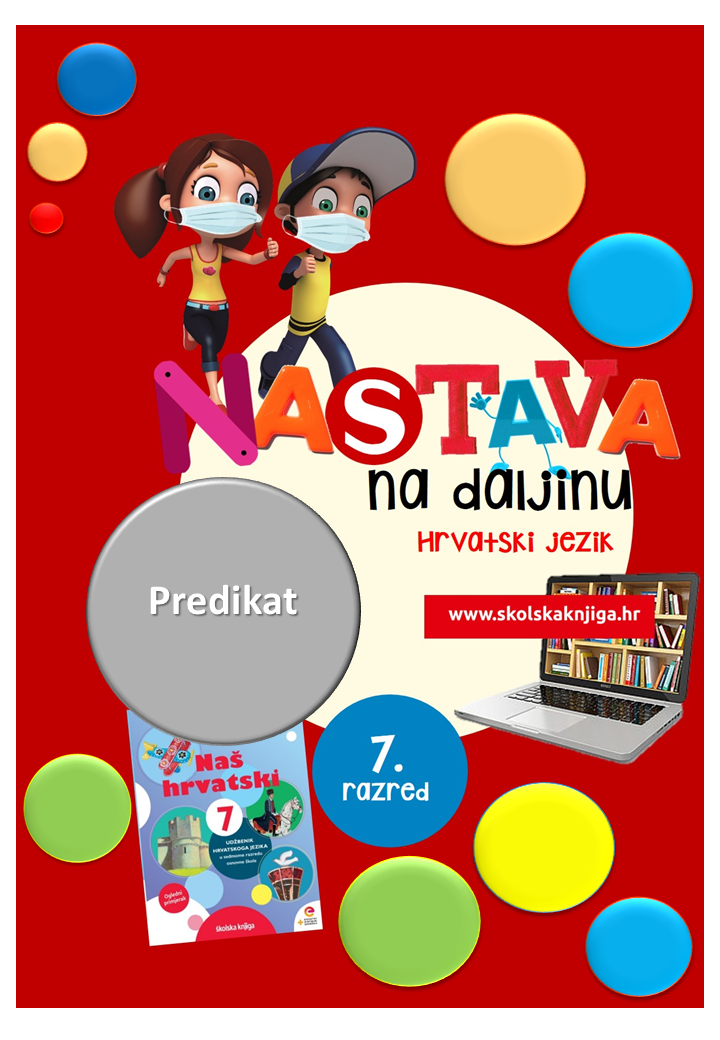 NASTAVA
na daljinu
Hrvatski jezik
Predikat
www.skolskaknjiga.hr
7.
razred
Naš
hrvatski
7
UDŽBENIK
HRVATSKOGA JEZIKA
u sedmome razredu
osnovne škole
Ogledni
primjerak
školska knjiga